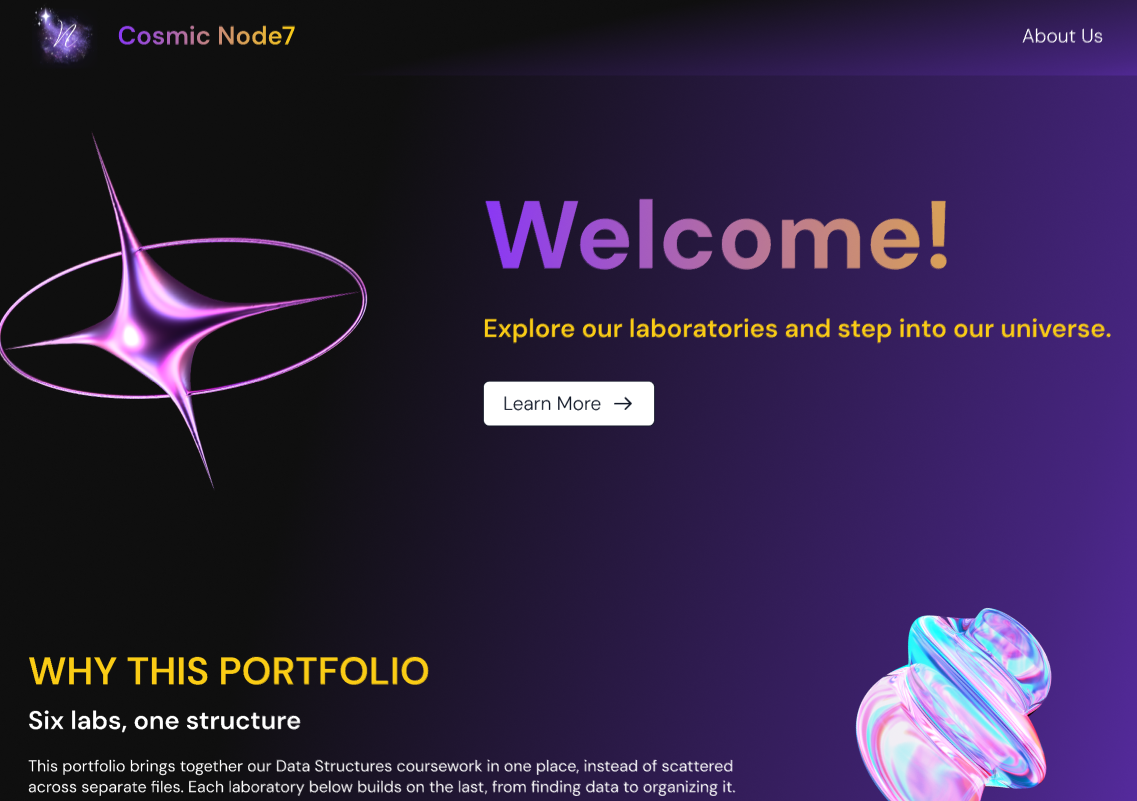 n
Cosmic Node7
About Us
Welcome!
Explore our laboratories and step into our universe.
Learn More →
WHY THIS PORTFOLIO
Six labs, one structure
This portfolio brings together our Data Structures coursework in one place, instead of scattered
across separate files. Each laboratory below builds on the last, from finding data to organizing it.